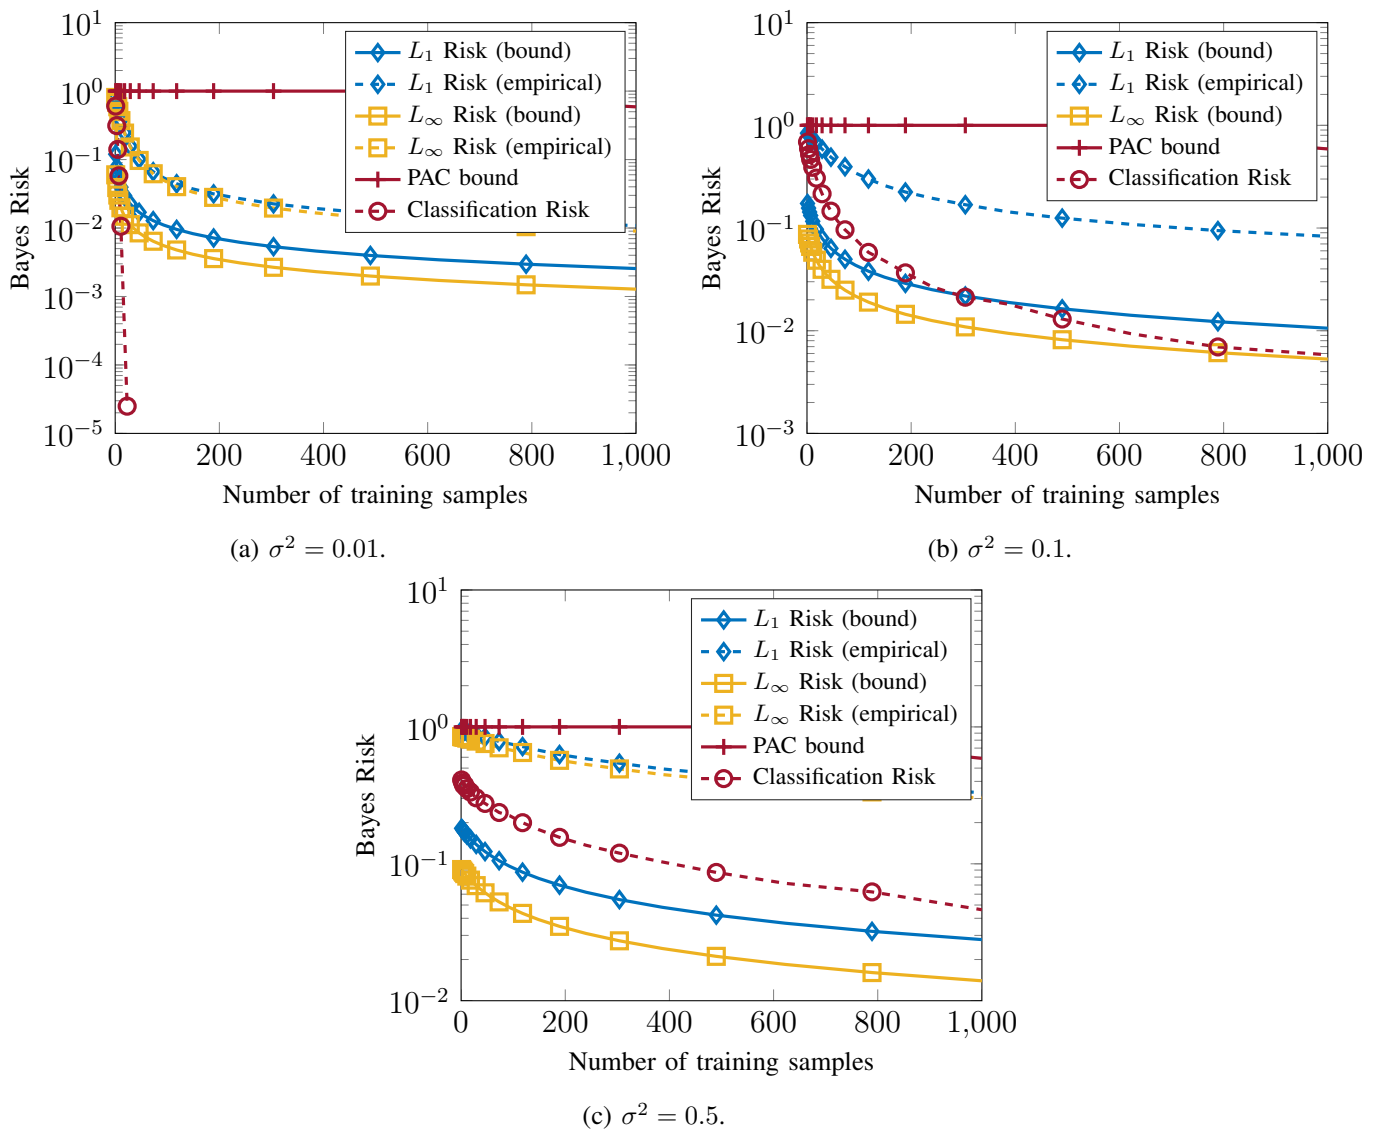 10^1
10^0
10^{-1}
10^{-2}
10^{-3}
10^{-4}
10^{-5}
Bayes Risk
0 200 400 600 800 1,000
Number of training samples
L_1 Risk (bound)
L_1 Risk (empirical)
L_∞ Risk (bound)
L_∞ Risk (empirical)
PAC bound
Classification Risk
(a) σ^2 = 0.01.
10^1
10^0
10^{-1}
10^{-2}
10^{-3}
Bayes Risk
0 200 400 600 800 1,000
Number of training samples
L_1 Risk (bound)
L_1 Risk (empirical)
L_∞ Risk (bound)
PAC bound
Classification Risk
(b) σ^2 = 0.1.
10^1
10^0
10^{-1}
10^{-2}
Bayes Risk
0 200 400 600 800 1,000
Number of training samples
L_1 Risk (bound)
L_1 Risk (empirical)
L_∞ Risk (bound)
L_∞ Risk (empirical)
PAC bound
Classification Risk
(c) σ^2 = 0.5.